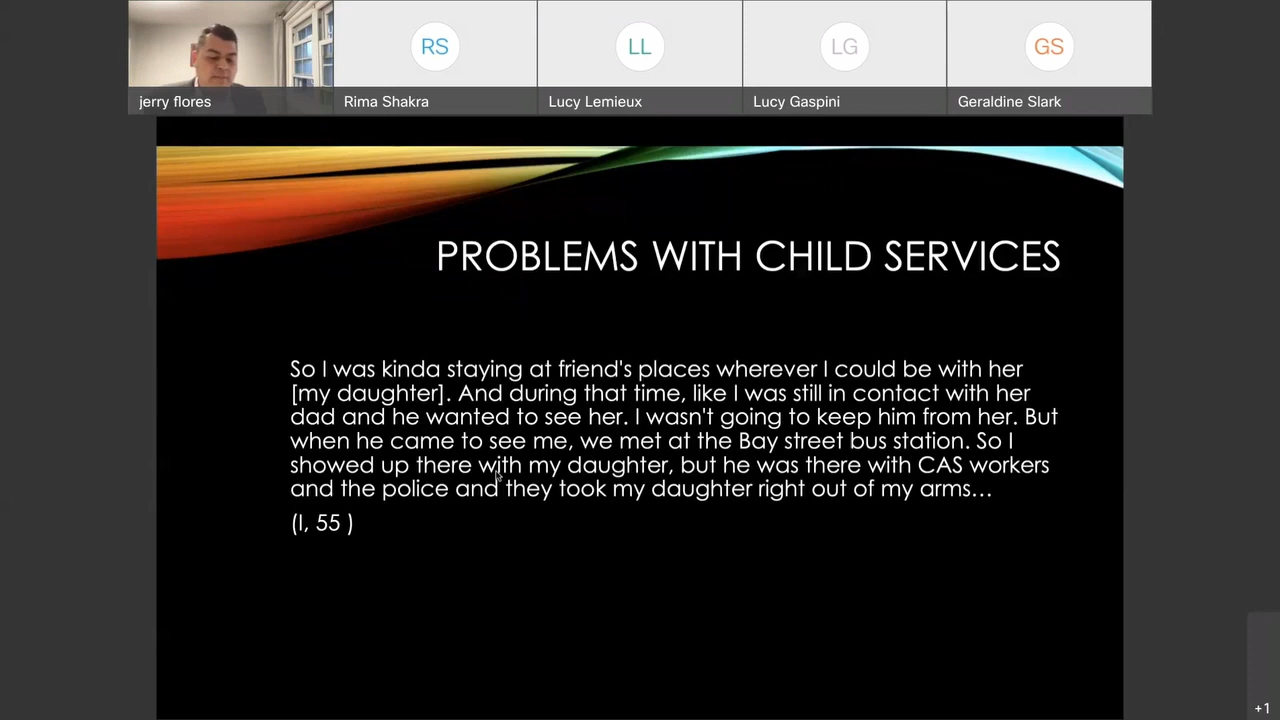 RS
LL
LG
GS
jerry flores
Rima Shakra
Lucy Lemieux
Lucy Gaspini
Geraldine Slark
PROBLEMS WITH CHILD SERVICES
So I was kinda staying at friend's places wherever I could be with her
[my daughter]. And during that time, like I was still in contact with her
dad and he wanted to see her. I wasn't going to keep him from her. But
when he came to see me, we met at the Bay street bus station. So I
showed up there with my daughter, but he was there with CAS workers
and the police and they took my daughter right out of my arms…
(I, 55 )
+1